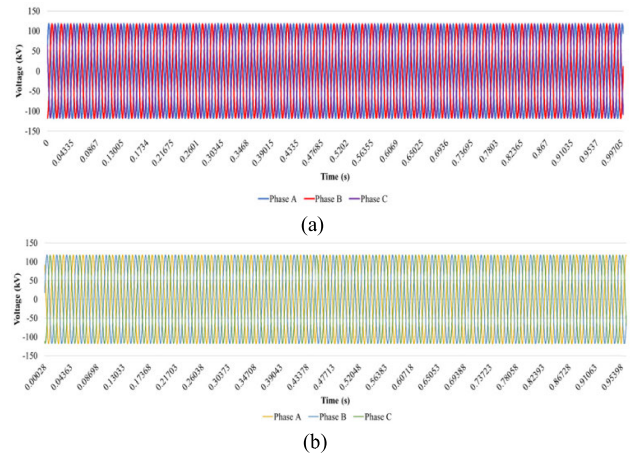 150
100
50
0
-50
-100
-150
Voltage (kV)
0 0.04335 0.0867 0.13005 0.1734 0.21675 0.2601 0.30345 0.3468 0.39015 0.4335 0.47685 0.5202 0.56355 0.6069 0.65025 0.6936 0.73695 0.7803 0.82365 0.867 0.91035 0.9537 0.99705
Time (s)
Phase A Phase B Phase C
(a)
150
100
50
0
-50
-100
-150
Voltage (kV)
0.00028 0.04363 0.08698 0.13033 0.17368 0.21703 0.26038 0.30373 0.34708 0.39043 0.43378 0.47713 0.52048 0.56383 0.60718 0.65053 0.69388 0.73723 0.78058 0.82393 0.86728 0.91063 0.95398
Time (s)
Phase A Phase B Phase C
(b)